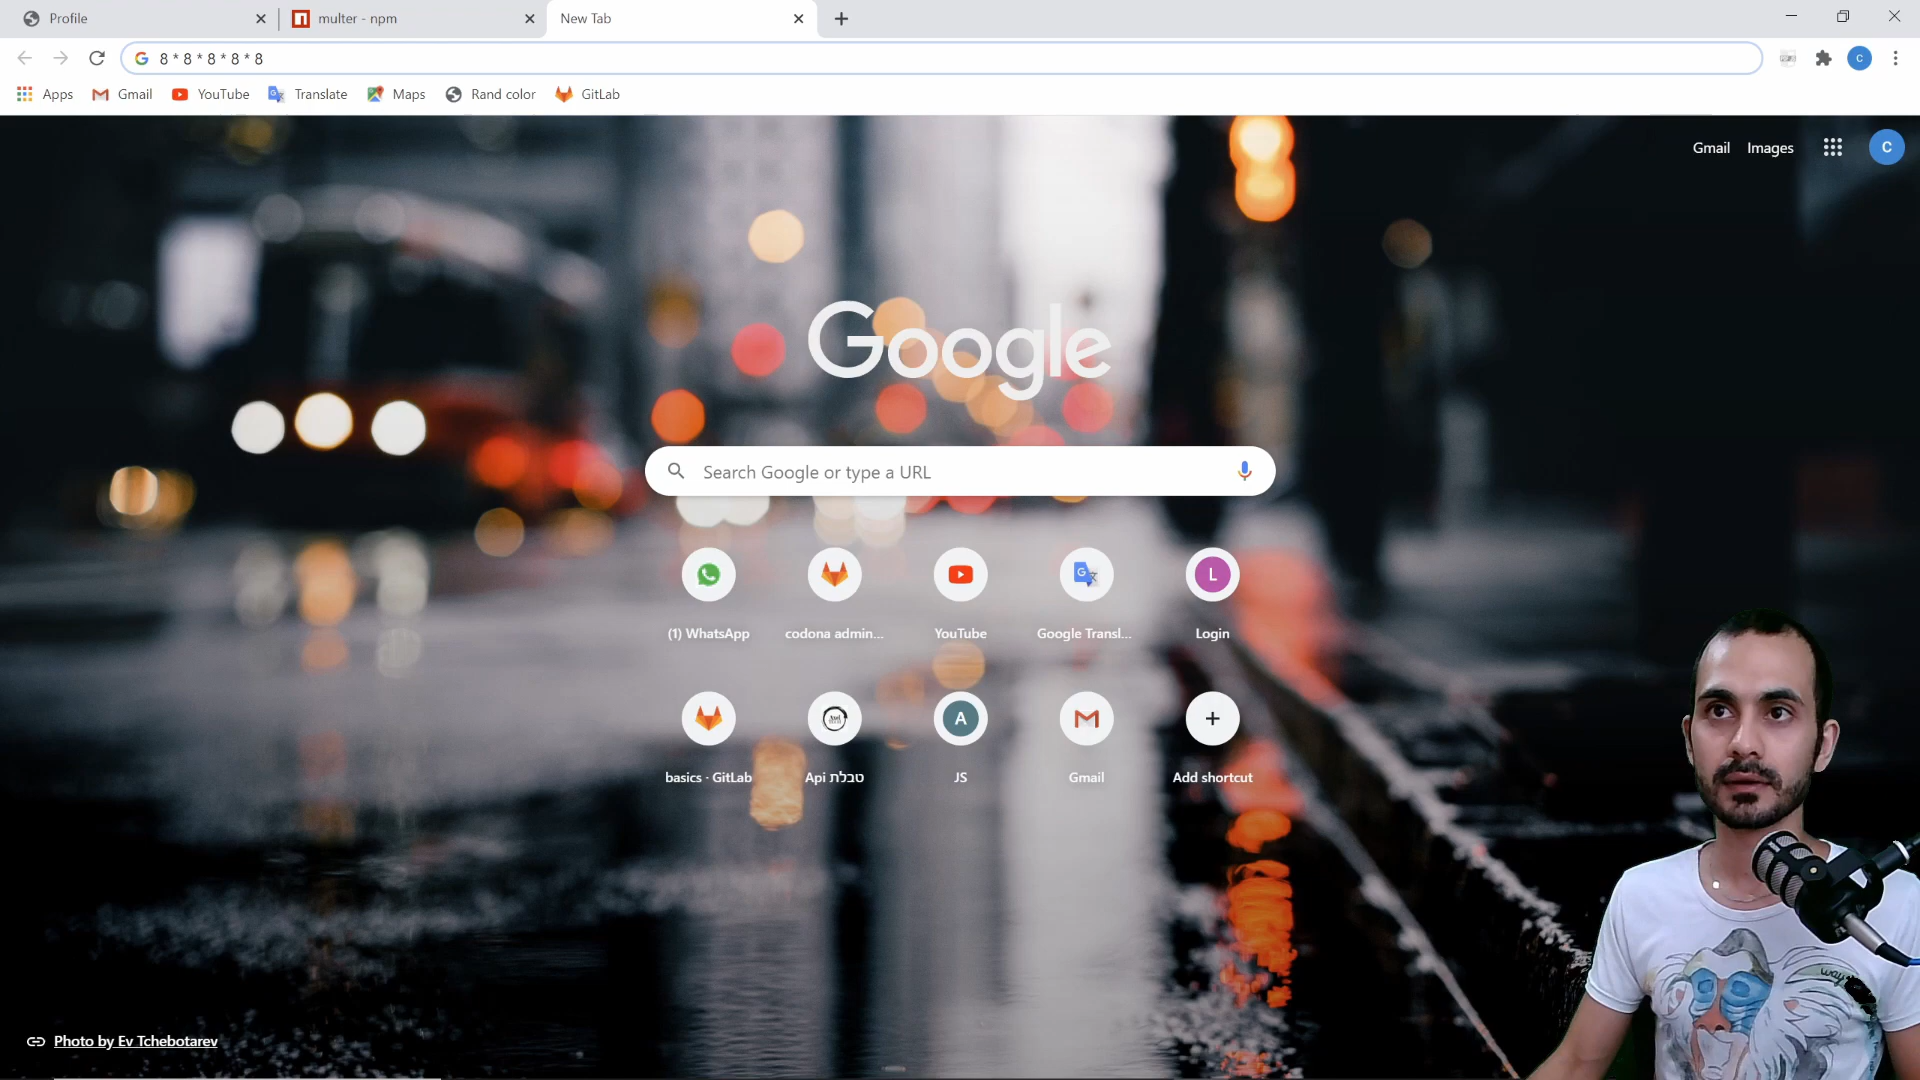 Profile
multer - npm
New Tab
8 * 8 * 8 * 8 * 8
C
Apps
Gmail
YouTube
Translate
Maps
Rand color
GitLab
Gmail
Images
C
Google
Search Google or type a URL
(1) WhatsApp
codona admin...
YouTube
Google Transl...
L
Login
basics · GitLab
Api טבלת
A
JS
Gmail
Add shortcut
Photo by Ev Tchebotarev